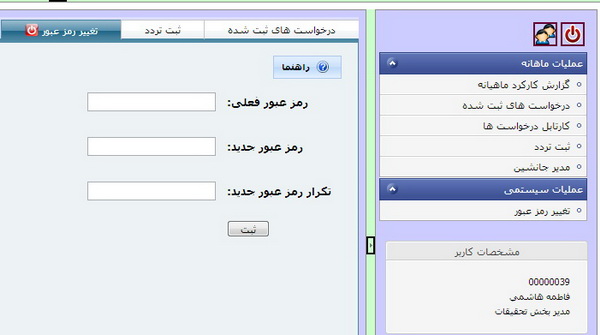 عملیات ماهانه
گزارش کارکرد ماهیانه
درخواست های ثبت شده
کارتابل درخواست ها
ثبت تردد
مدیر جانشین
عملیات سیستمی
تغییر رمز عبور
مشخصات کاربر
00000039
فاطمه هاشمی
مدیر بخش تحقیقات
درخواست های ثبت شده
ثبت تردد
تغییر رمز عبور
راهنما
رمز عبور فعلی:
رمز عبور جدید:
تکرار رمز عبور جدید:
ثبت